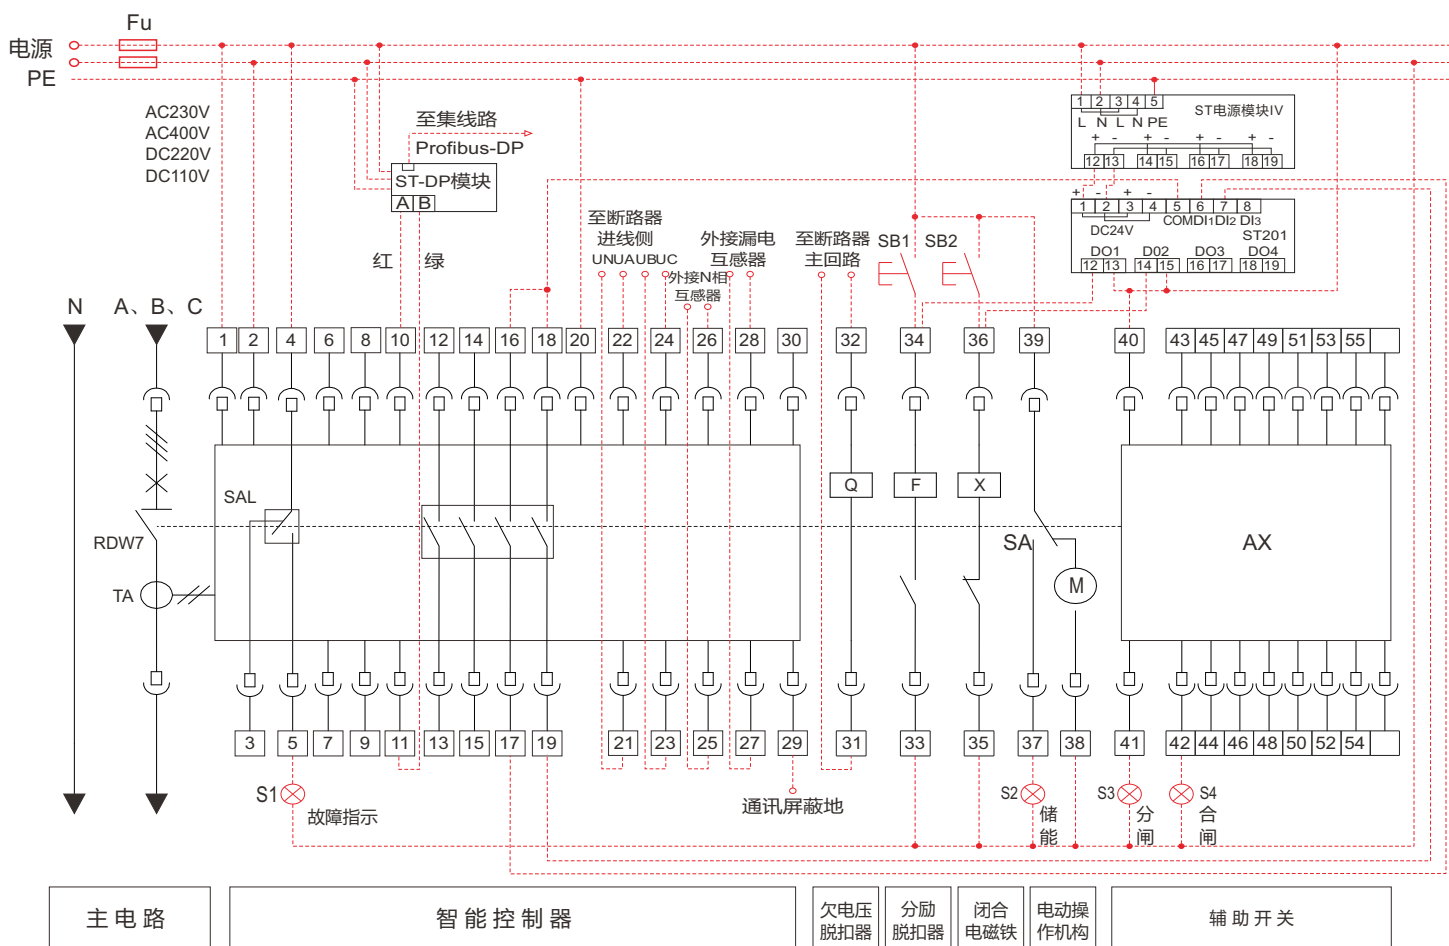 Fu
电源
PE
AC230V
AC400V
DC220V
DC110V
至集线路
Profibus-DP
ST-DP模块
A B
红 绿
1 2 3 4 5
ST电源模块IV
L N L N PE
+ - + - + - + -
12 13 14 15 16 17 18 19
+ - + -
1 2 3 4 5 6 7 8
DC24V
COM DI1 DI2 DI3
ST201
DO1 D02 DO3 DO4
12 13 14 15 16 17 18 19
至断路器
进线侧
UN UA UB UC
外接N相
互感器
外接漏电
互感器
至断路器
主回路
SB1
SB2
N
A、B、C
1 2 4 6 8 10 12 14 16 18 20 22 24 26 28 30 32 34 36 39 40 43 45 47 49 51 53 55
SAL
Q
F
X
RDW7
SA
AX
TA
M
3 5 7 9 11 13 15 17 19 21 23 25 27 29 31 33 35 37 38 41 42 44 46 48 50 52 54
S1
故障指示
通讯屏蔽地
S2
储
能
S3
分
闸
S4
合
闸
主电路
智能控制器
欠电压
脱扣器
分励
脱扣器
闭合
电磁铁
电动操
作机构
辅助开关